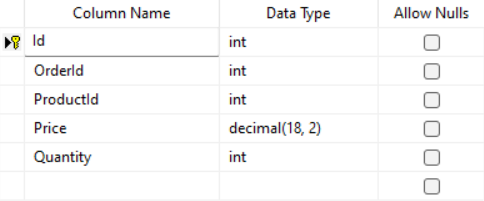 Column Name Data Type Allow Nulls
Id int
OrderId int
ProductId int
Price decimal(18, 2)
Quantity int